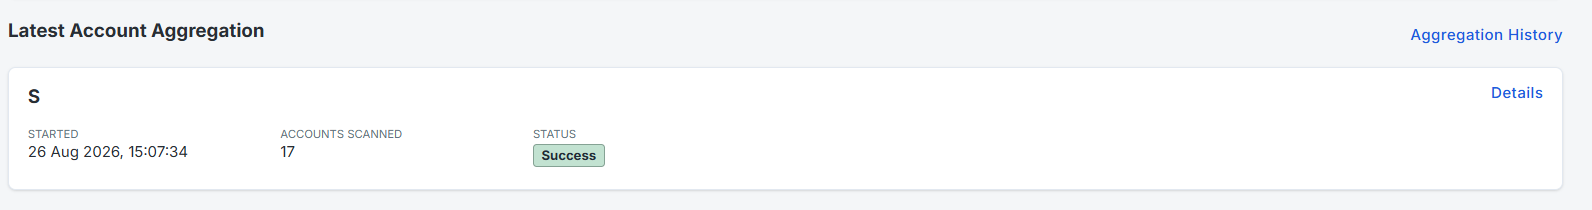 Latest Account Aggregation
Aggregation History
S
Details
STARTED
ACCOUNTS SCANNED
STATUS
26 Aug 2026, 15:07:34
17
Success